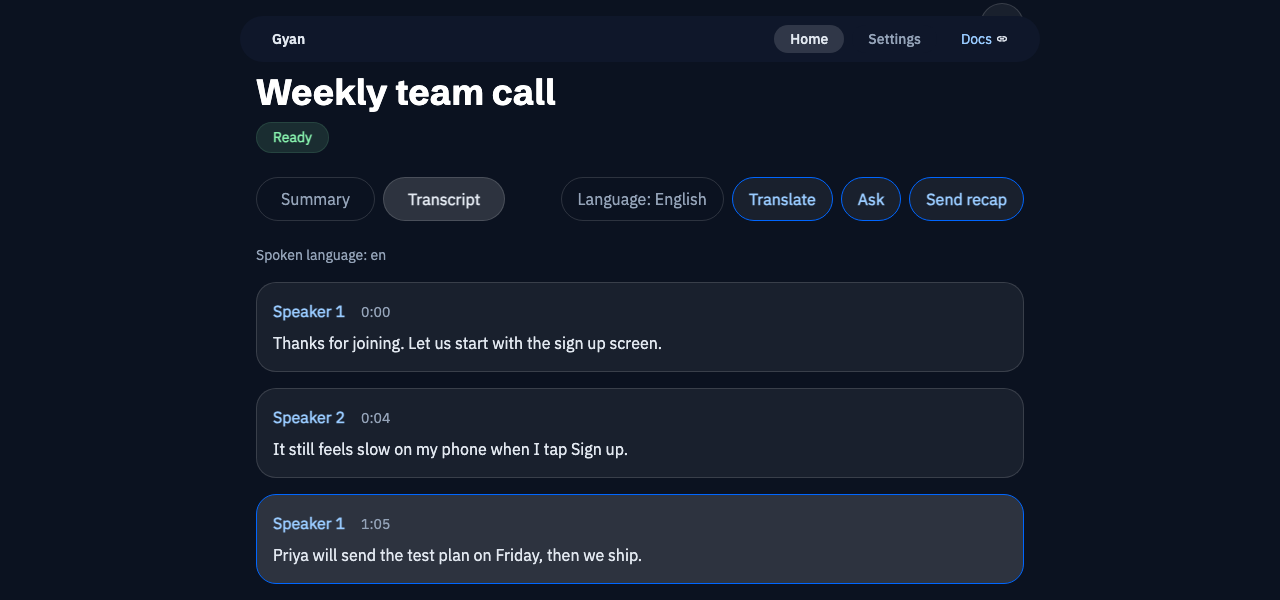 Gyan
Home
Settings
Docs
Weekly team call
Ready
Summary
Transcript
Language: English
Translate
Ask
Send recap
Spoken language: en
Speaker 1 0:00
Thanks for joining. Let us start with the sign up screen.
Speaker 2 0:04
It still feels slow on my phone when I tap Sign up.
Speaker 1 1:05
Priya will send the test plan on Friday, then we ship.